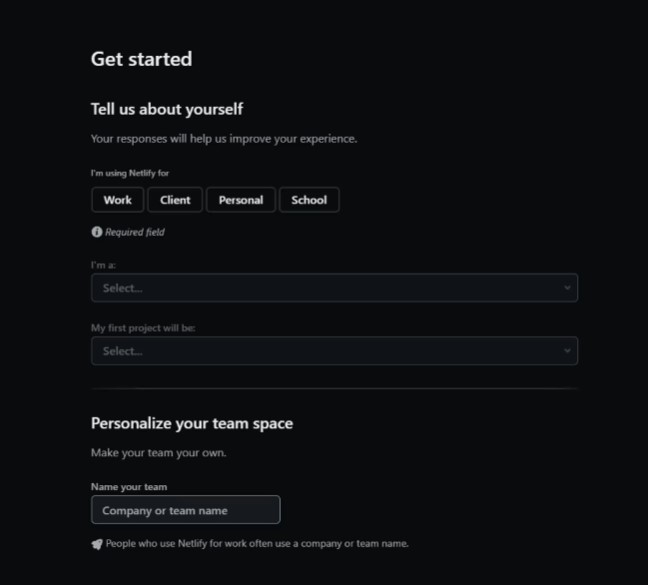 Get started
Tell us about yourself
Your responses will help us improve your experience.
I'm using Netlify for
Work Client Personal School
Required field
I'm a:
Select...
My first project will be:
Select...
Personalize your team space
Make your team your own.
Name your team
Company or team name
People who use Netlify for work often use a company or team name.